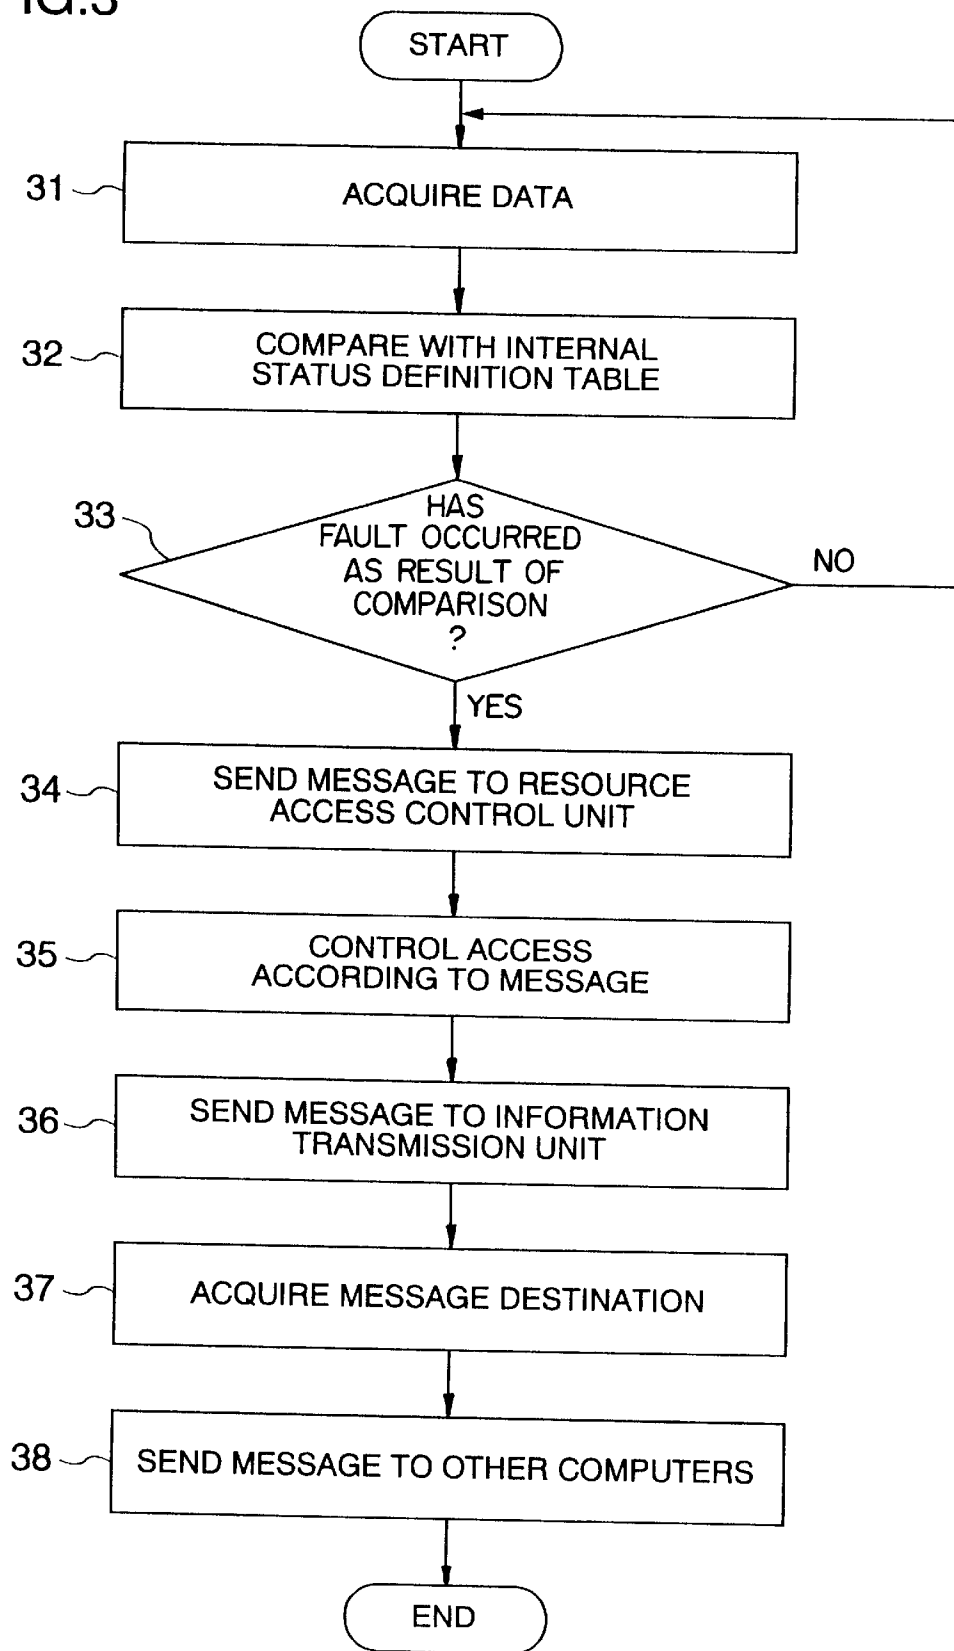 IG.3
START
31
ACQUIRE DATA
32
COMPARE WITH INTERNAL
STATUS DEFINITION TABLE
33
HAS
FAULT OCCURRED
AS RESULT OF
COMPARISON
?
NO
YES
34
SEND MESSAGE TO RESOURCE
ACCESS CONTROL UNIT
35
CONTROL ACCESS
ACCORDING TO MESSAGE
36
SEND MESSAGE TO INFORMATION
TRANSMISSION UNIT
37
ACQUIRE MESSAGE DESTINATION
38
SEND MESSAGE TO OTHER COMPUTERS
END